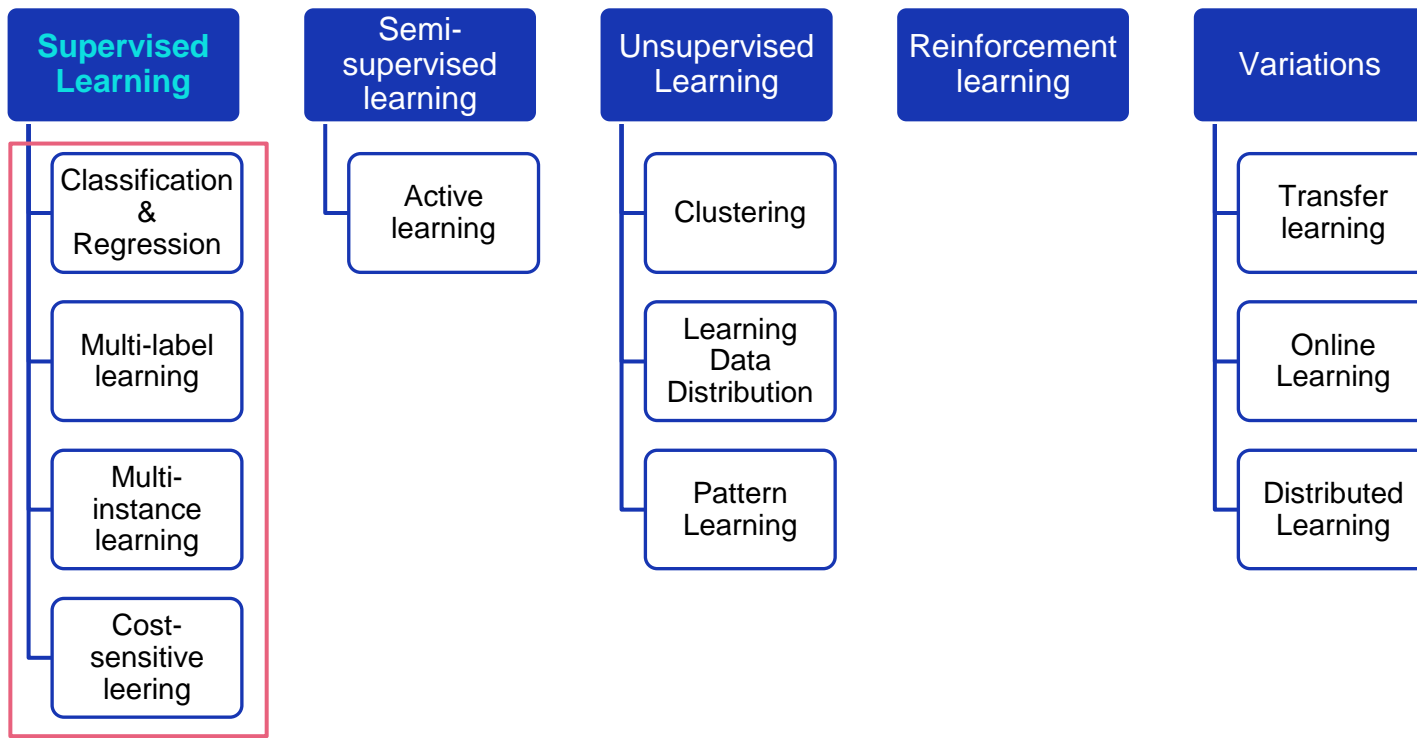 Supervised
Learning
Classification
&
Regression
Multi-label
learning
Multi-
instance
learning
Cost-
sensitive
leering
Semi-
supervised
learning
Active
learning
Unsupervised
Learning
Clustering
Learning
Data
Distribution
Pattern
Learning
Reinforcement
learning
Variations
Transfer
learning
Online
Learning
Distributed
Learning